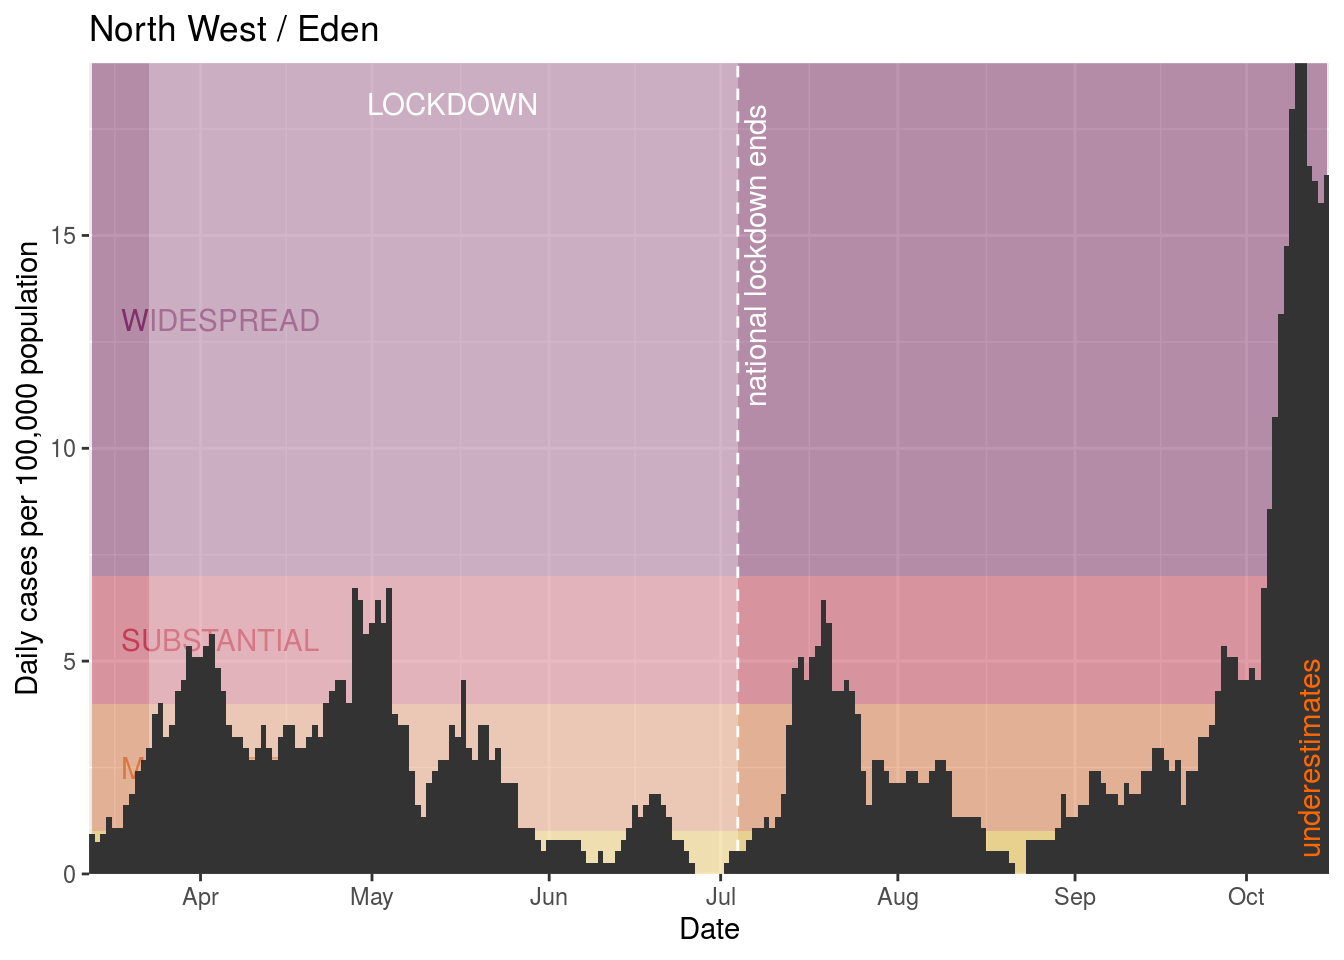 North West / Eden
LOCKDOWN
national lockdown ends
WIDESPREAD
SUBSTANTIAL
M
underestimates
Daily cases per 100,000 population
15
10
5
0
Apr May Jun Jul Aug Sep Oct
Date